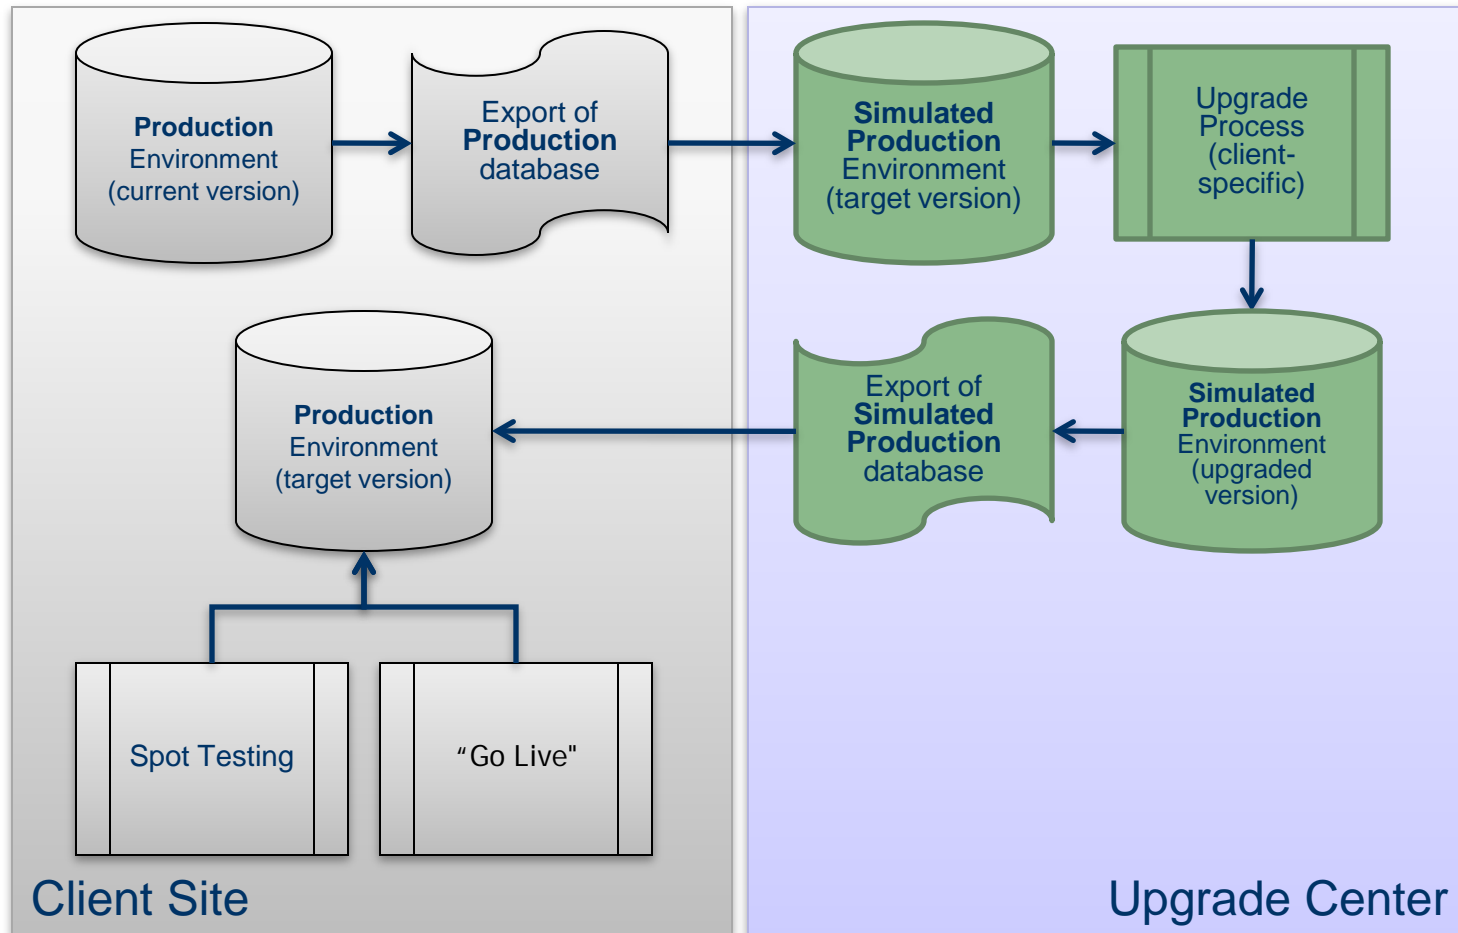 Production
Environment
(current version)
Export of
Production
database
Simulated
Production
Environment
(target version)
Upgrade
Process
(client-
specific)
Production
Environment
(target version)
Export of
Simulated
Production
database
Simulated
Production
Environment
(upgraded
version)
Spot Testing
“Go Live"
Client Site
Upgrade Center